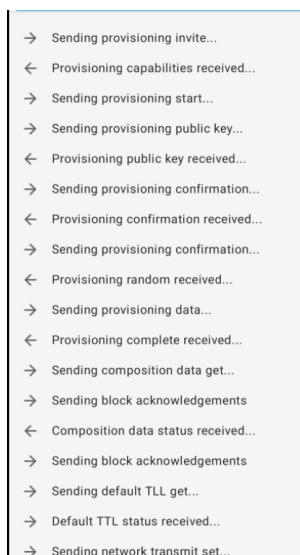 → Sending provisioning invite...
← Provisioning capabilities received...
→ Sending provisioning start...
→ Sending provisioning public key...
← Provisioning public key received...
→ Sending provisioning confirmation...
← Provisioning confirmation received...
→ Sending provisioning confirmation...
← Provisioning random received...
→ Sending provisioning data...
← Provisioning complete received...
→ Sending composition data get...
→ Sending block acknowledgements
← Composition data status received...
→ Sending block acknowledgements
→ Sending default TLL get...
→ Default TTL status received...
→ Sending network transmit set...